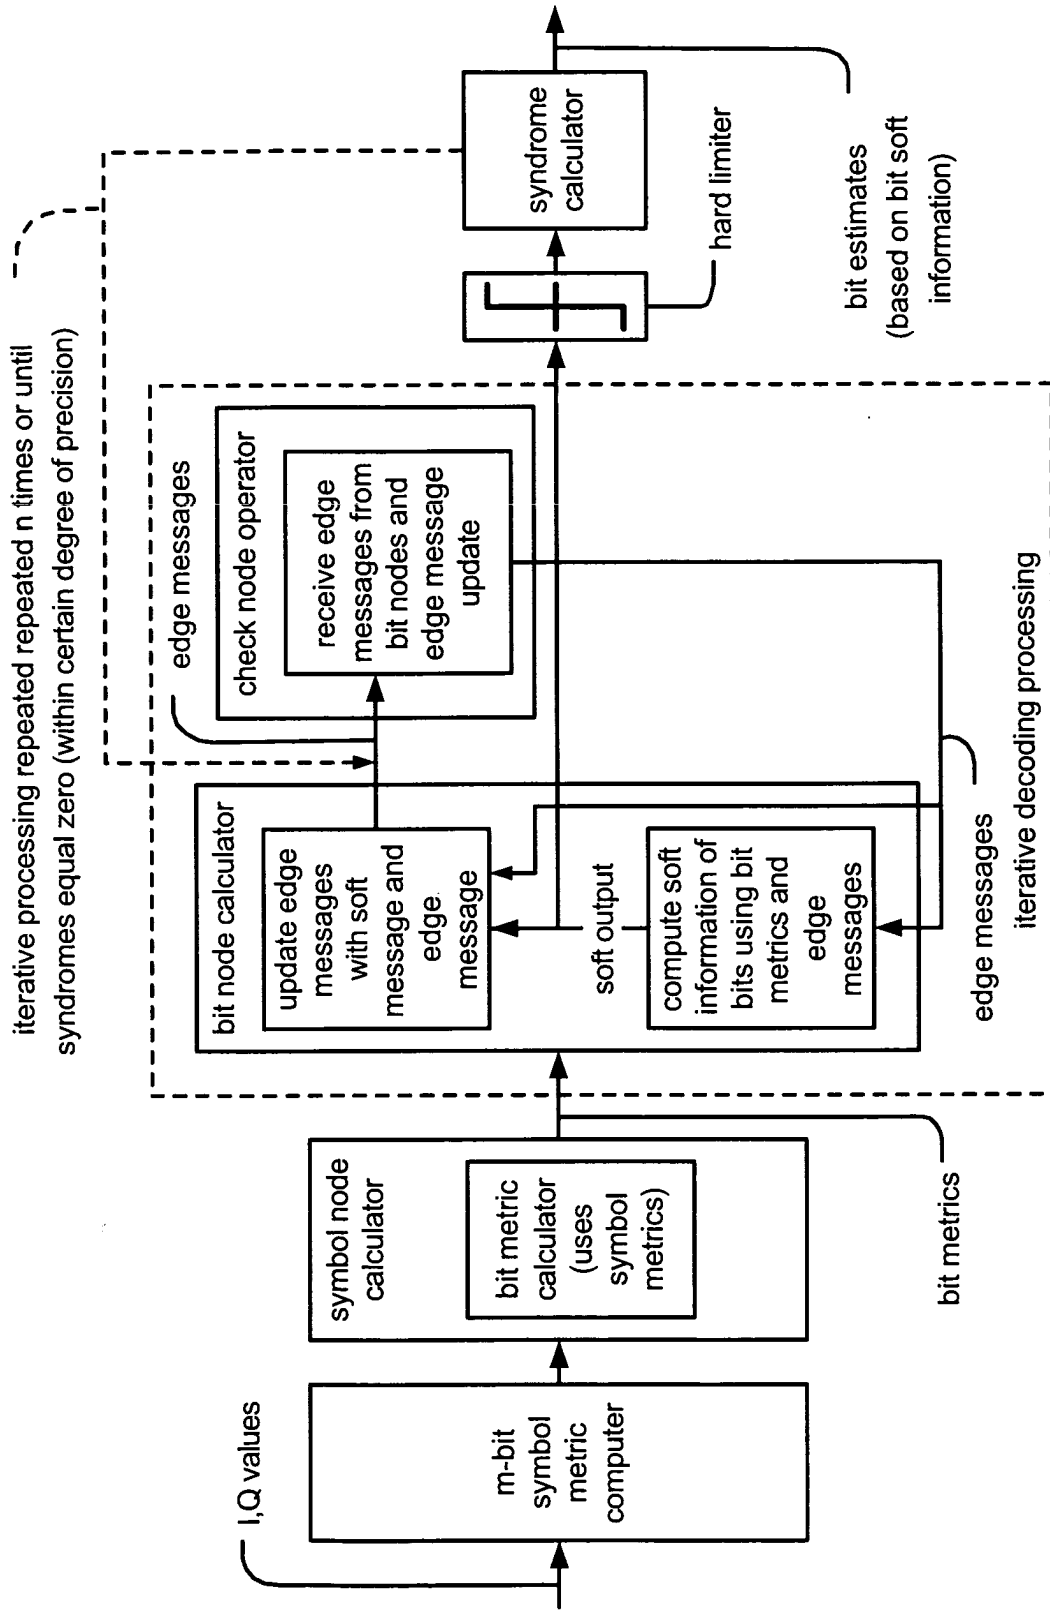 iterative processing repeated repeated n times or until
syndromes equal zero (within certain degree of precision)
I,Q values
m-bit
symbol
metric
computer
symbol node
calculator
bit metric
calculator
(uses
symbol
metrics)
bit metrics
bit node calculator
update edge
messages
with soft
message and
edge
message
soft output
compute soft
information of
bits using bit
metrics and
edge
messages
edge messages
check node operator
receive edge
messages from
bit nodes and
edge message
update
edge messages
iterative decoding processing
hard limiter
syndrome
calculator
bit estimates
(based on bit soft
information)